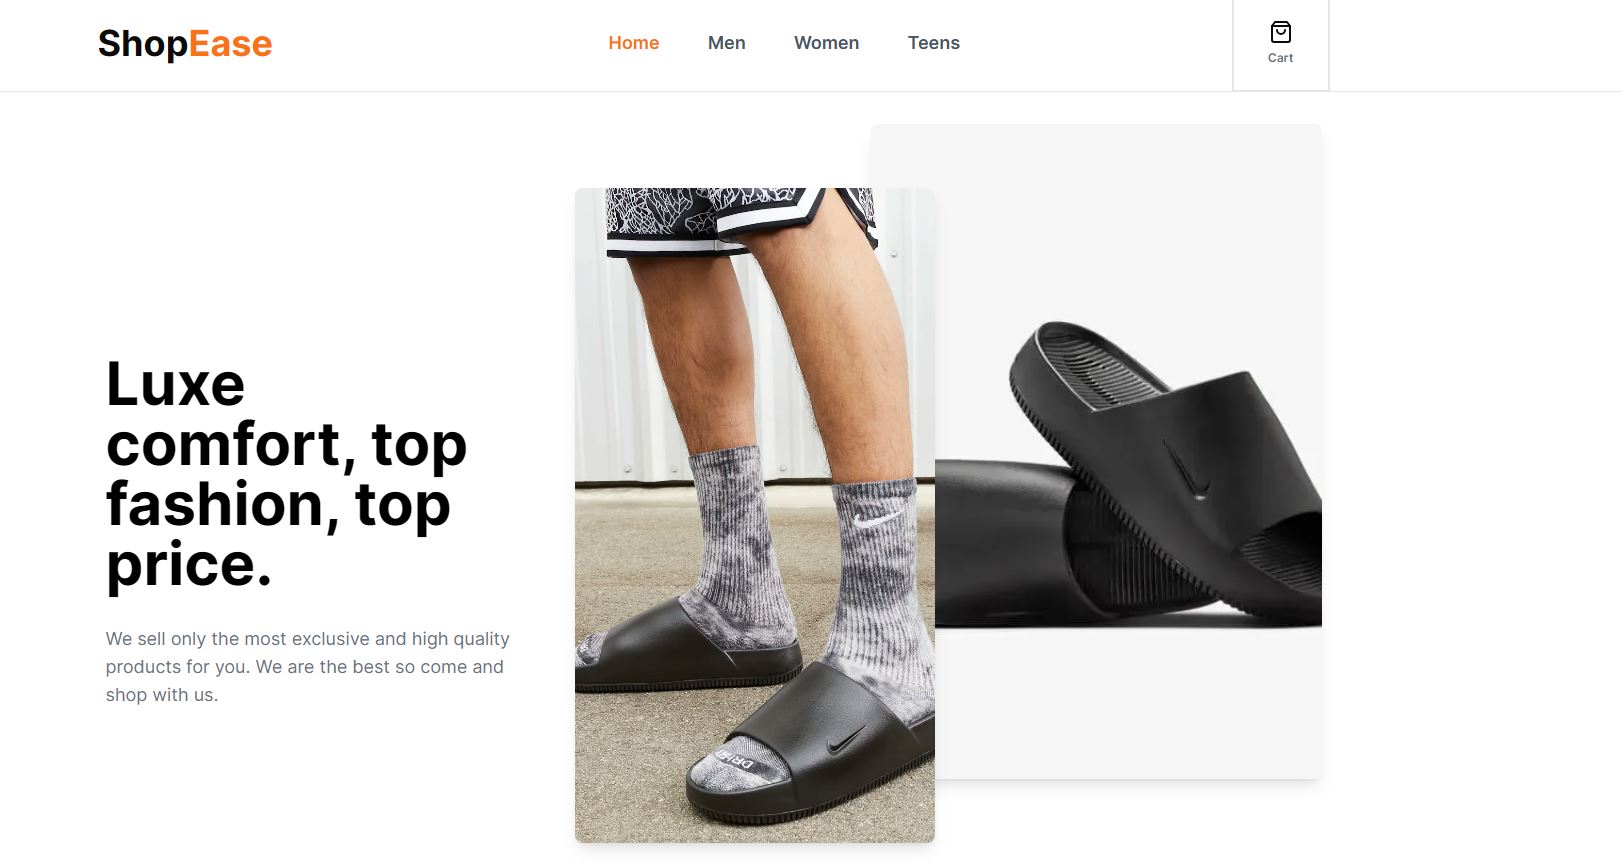 ShopEase
Home
Men
Women
Teens
Cart
Luxe
comfort, top
fashion, top
price.
We sell only the most exclusive and high quality
products for you. We are the best so come and
shop with us.
DRI-FIT